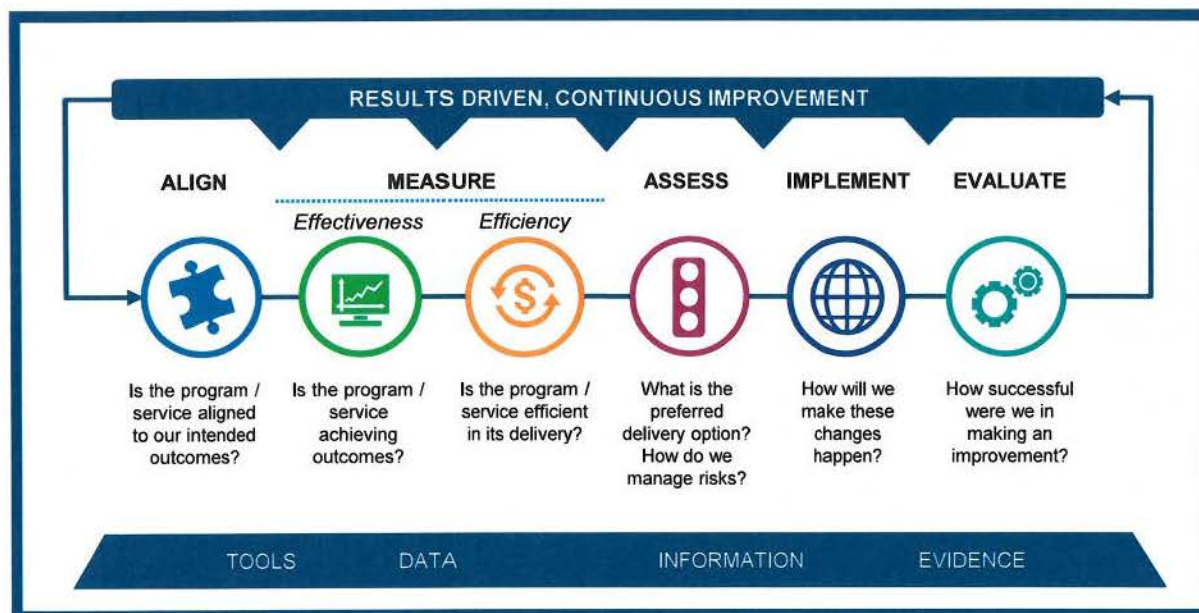 RESULTS DRIVEN, CONTINUOUS IMPROVEMENT
ALIGN
MEASURE
ASSESS
IMPLEMENT
EVALUATE
Effectiveness
Efficiency
$
Is the program /
service aligned
to our intended
outcomes?
Is the program /
service
achieving
outcomes?
Is the program /
service efficient
in its delivery?
What is the
preferred
delivery option?
How do we
manage risks?
How will we
make these
changes
happen?
How successful
were we in
making an
improvement?
TOOLS
DATA
INFORMATION
EVIDENCE